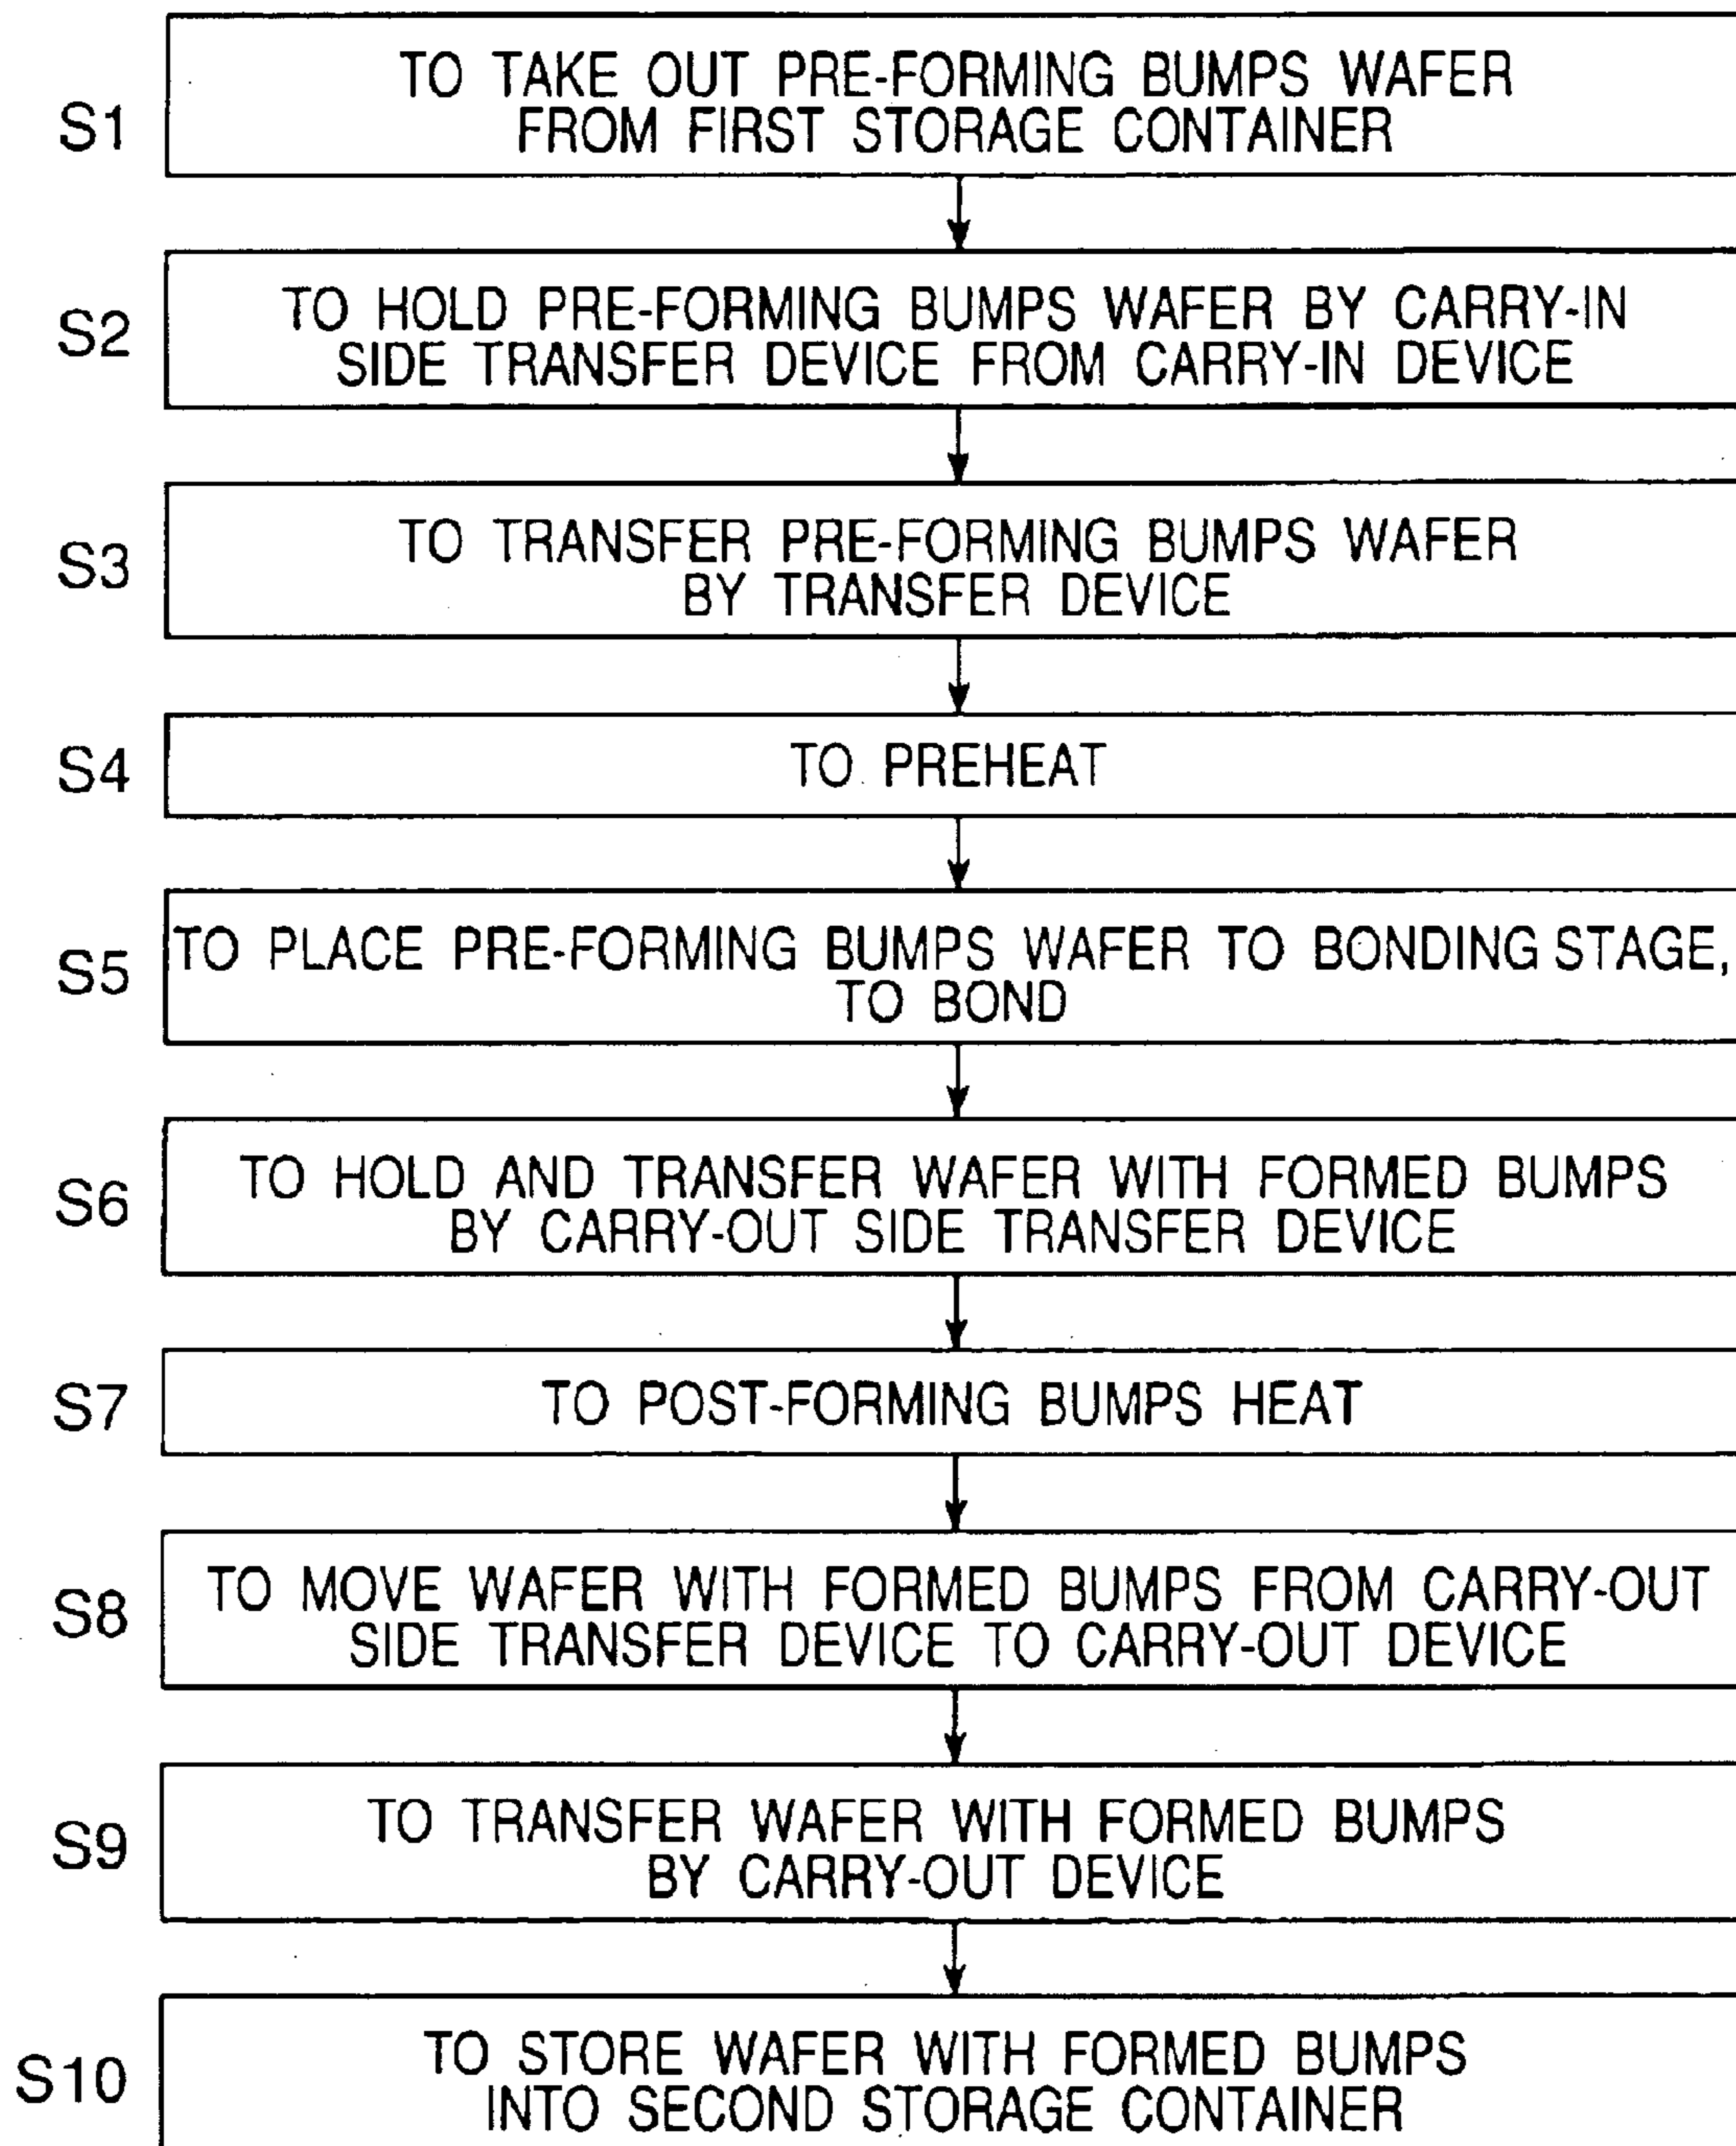 S1
TO TAKE OUT PRE-FORMING BUMPS WAFER
FROM FIRST STORAGE CONTAINER
S2
TO HOLD PRE-FORMING BUMPS WAFER BY CARRY-IN
SIDE TRANSFER DEVICE FROM CARRY-IN DEVICE
S3
TO TRANSFER PRE-FORMING BUMPS WAFER
BY TRANSFER DEVICE
S4
TO PREHEAT
S5
TO PLACE PRE-FORMING BUMPS WAFER TO BONDING STAGE,
TO BOND
S6
TO HOLD AND TRANSFER WAFER WITH FORMED BUMPS
BY CARRY-OUT SIDE TRANSFER DEVICE
S7
TO POST-FORMING BUMPS HEAT
S8
TO MOVE WAFER WITH FORMED BUMPS FROM CARRY-OUT
SIDE TRANSFER DEVICE TO CARRY-OUT DEVICE
S9
TO TRANSFER WAFER WITH FORMED BUMPS
BY CARRY-OUT DEVICE
S10
TO STORE WAFER WITH FORMED BUMPS
INTO SECOND STORAGE CONTAINER